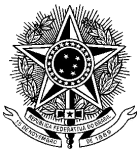 REPÚBLICA FEDERATIVA DO BRASIL
15 DE NOVEMBRO DE 1889